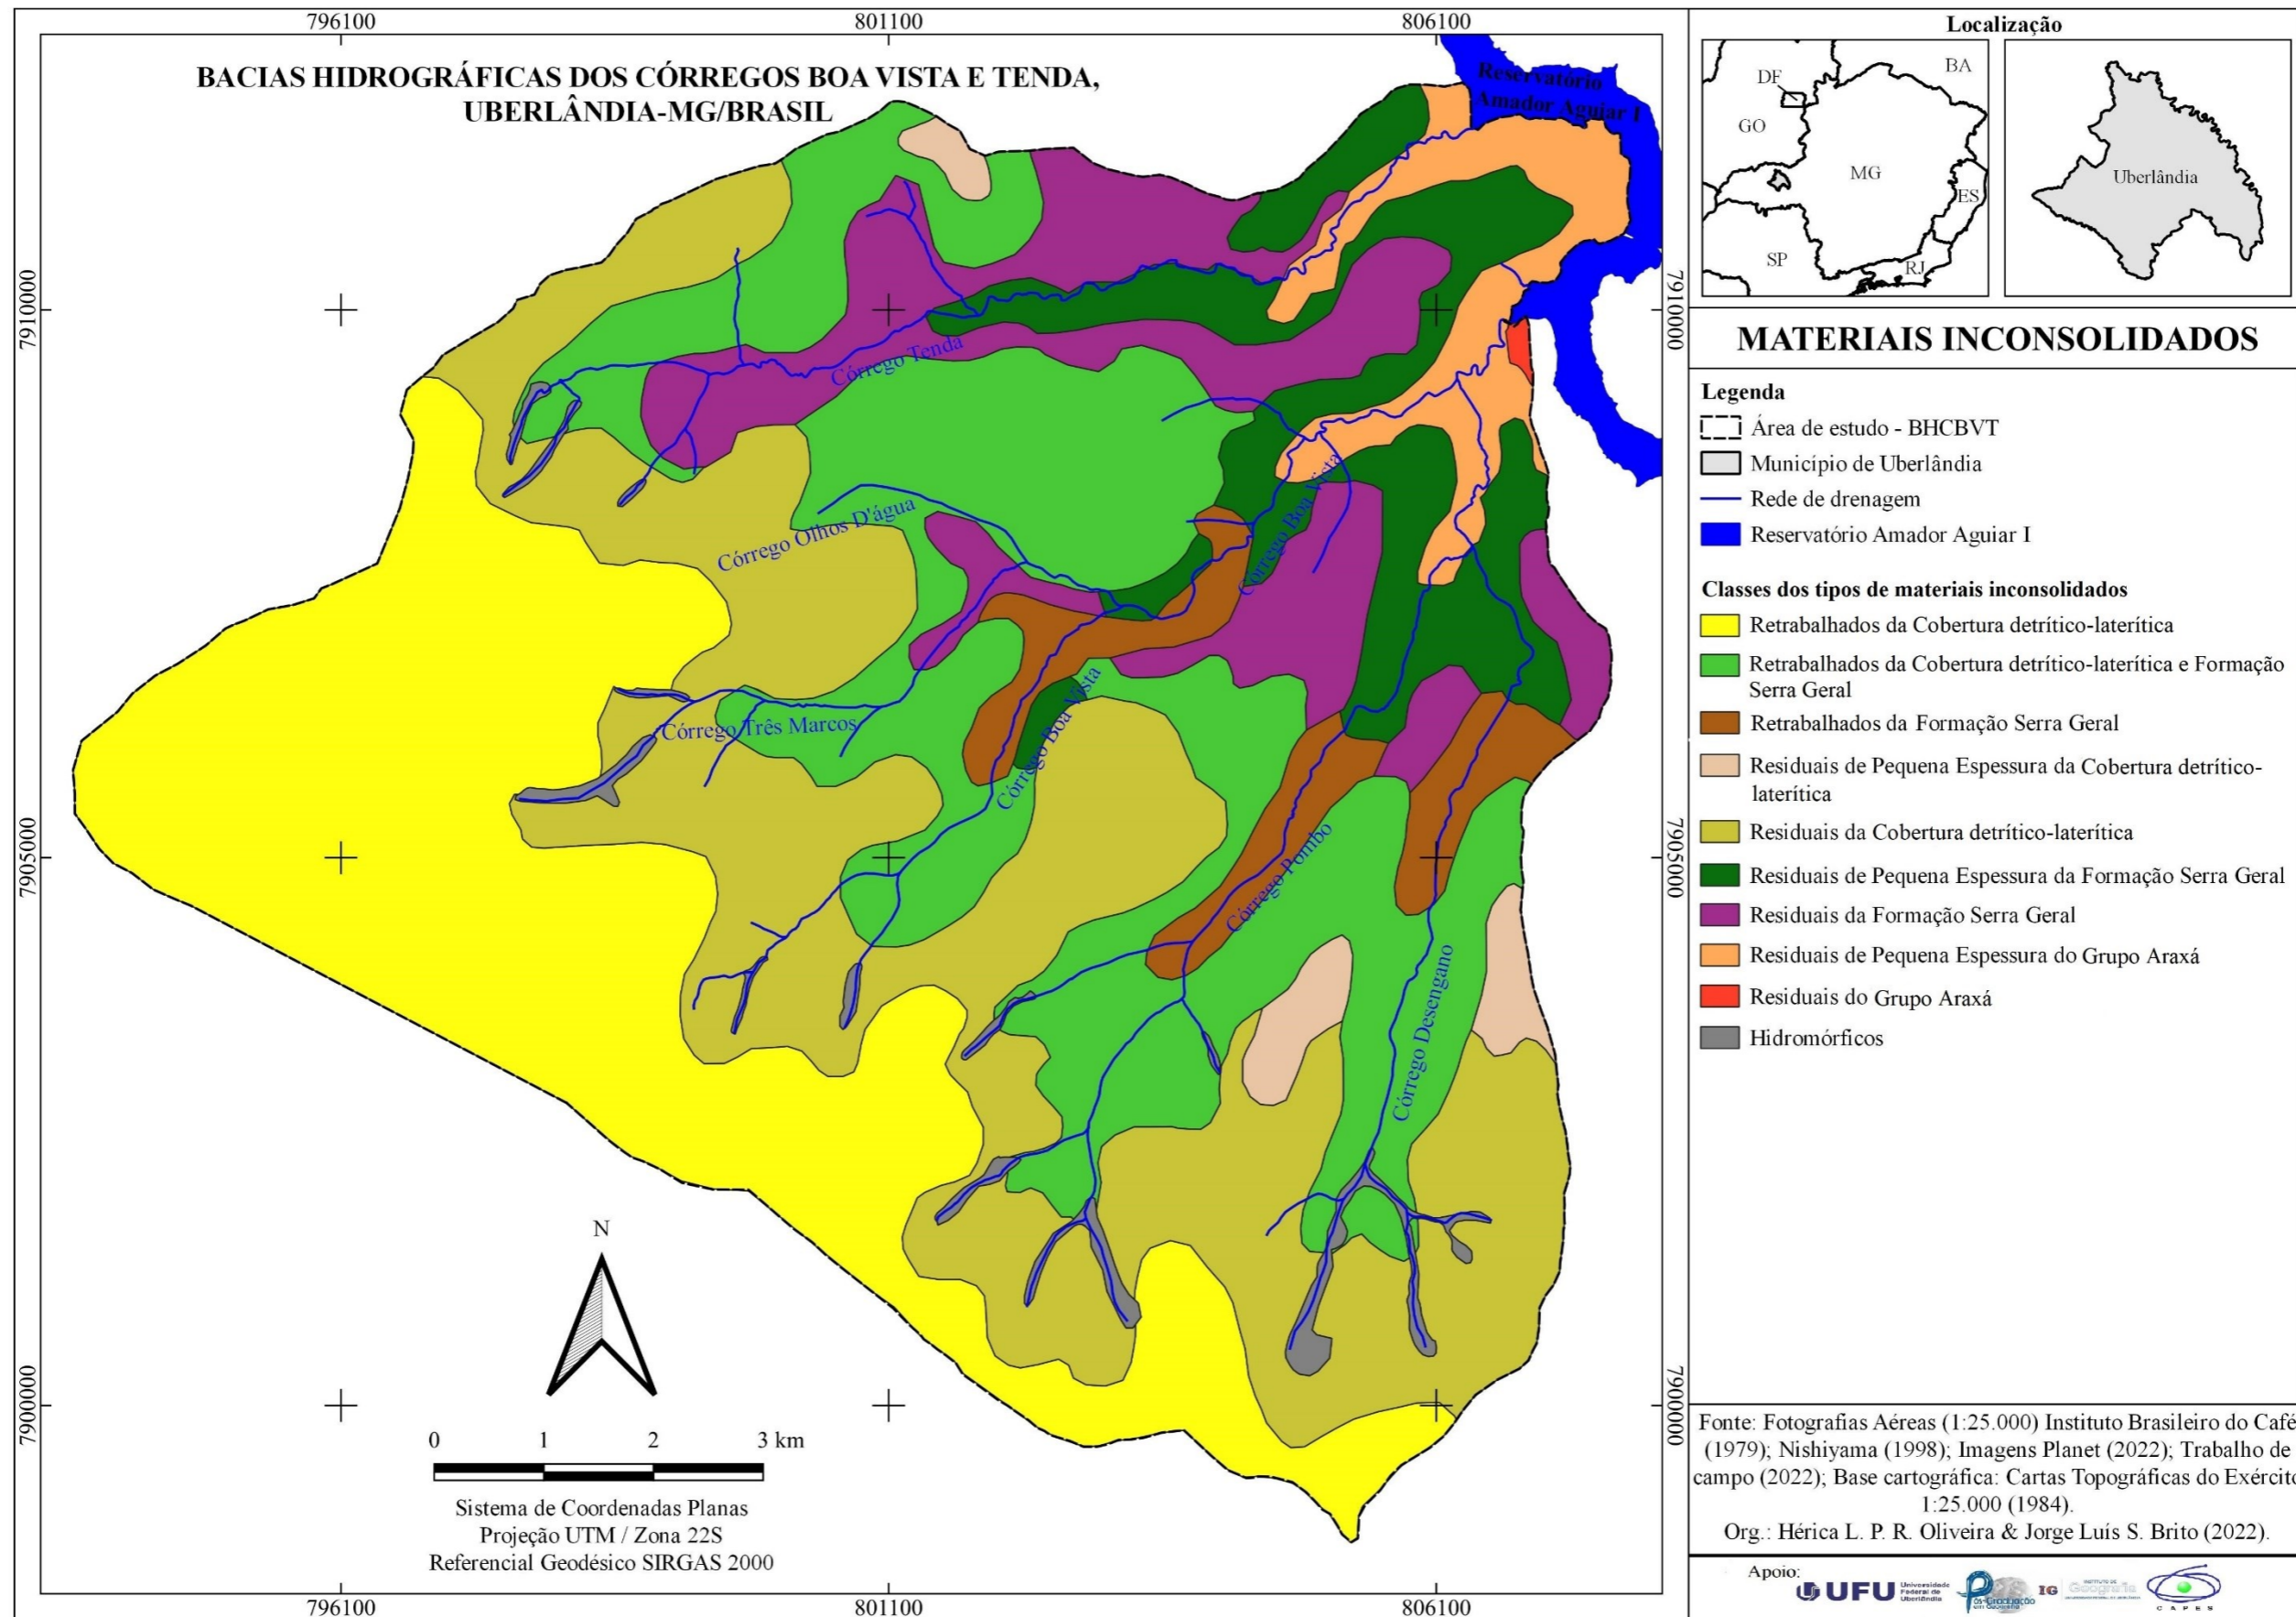 796100
801100
806100
BACIAS HIDROGRÁFICAS DOS CÓRREGOS BOA VISTA E TENDA,
UBERLÂNDIA-MG/BRASIL
Reservatório
Amador Aguiar I
7910000
7910000
Córrego Tenda
Córrego Olhos D'água
Córrego Boa Vista
Córrego Três Marcos
Córrego Boa Vista
7905000
7905000
Córrego Pombo
Córrego Desengano
7900000
7900000
N
0 1 2 3 km
Sistema de Coordenadas Planas
Projeção UTM / Zona 22S
Referencial Geodésico SIRGAS 2000
796100
801100
806100
Localização
DF
BA
GO
MG
ES
SP
RJ
Uberlândia
MATERIAIS INCONSOLIDADOS
Legenda
Área de estudo - BHCBVT
Município de Uberlândia
Rede de drenagem
Reservatório Amador Aguiar I
Classes dos tipos de materiais inconsolidados
Retrabalhados da Cobertura detrítico-laterítica
Retrabalhados da Cobertura detrítico-laterítica e Formação
Serra Geral
Retrabalhados da Formação Serra Geral
Residuais de Pequena Espessura da Cobertura detrítico-
laterítica
Residuais da Cobertura detrítico-laterítica
Residuais de Pequena Espessura da Formação Serra Geral
Residuais da Formação Serra Geral
Residuais de Pequena Espessura do Grupo Araxá
Residuais do Grupo Araxá
Hidromórficos
Fonte: Fotografias Aéreas (1:25.000) Instituto Brasileiro do Café
(1979); Nishiyama (1998); Imagens Planet (2022); Trabalho de
campo (2022); Base cartográfica: Cartas Topográficas do Exército
1:25.000 (1984).
Org.: Hérica L. P. R. Oliveira & Jorge Luís S. Brito (2022).
Apoio:
UFU
Universidade
Federal de
Uberlândia
Pós-Graduação
IG
Geografia
CAPES